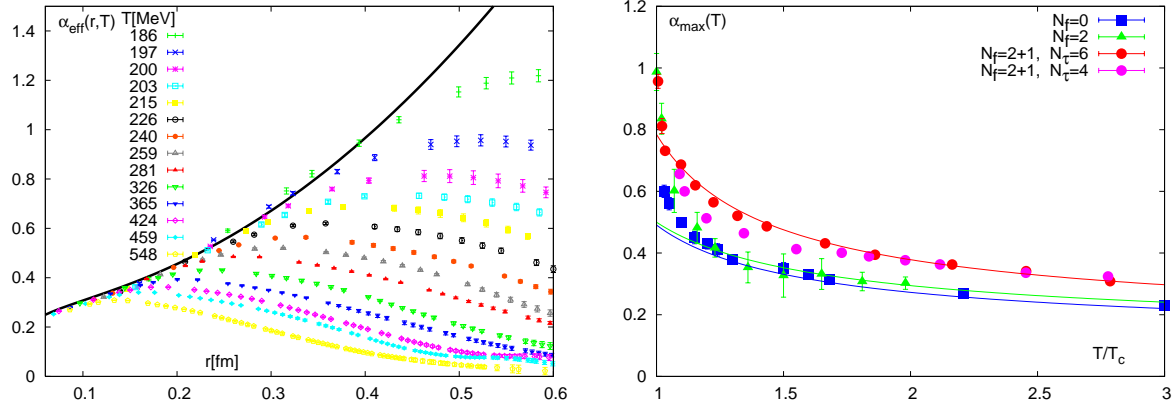 α_eff(r,T) T[MeV]
186
197
200
203
215
226
240
259
281
326
365
424
459
548
1.4
1.2
1
0.8
0.6
0.4
0.2
0
r[fm]
0.1 0.2 0.3 0.4 0.5 0.6
α_max(T)
N_f=0
N_f=2
N_f=2+1, N_τ=6
N_f=2+1, N_τ=4
1.2
1
0.8
0.6
0.4
0.2
0
T/T_c
1 1.5 2 2.5 3